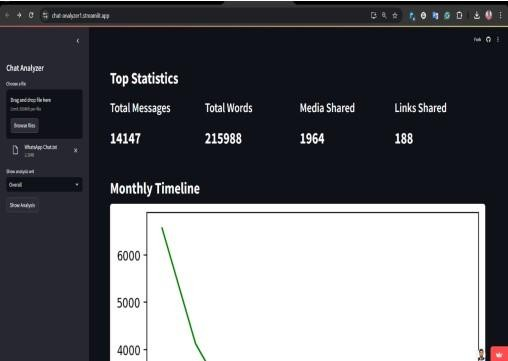 chat-analyzer1.streamlit.app
Fork
Chat Analyzer
Choose a file
Drag and drop file here
Limit 200MB per file
Browse files
WhatsApp Chat.txt
Show analysis wrt
Overall
Show Analysis
Top Statistics
Total Messages Total Words Media Shared Links Shared
14147 215988 1964 188
Monthly Timeline
6000
5000
4000